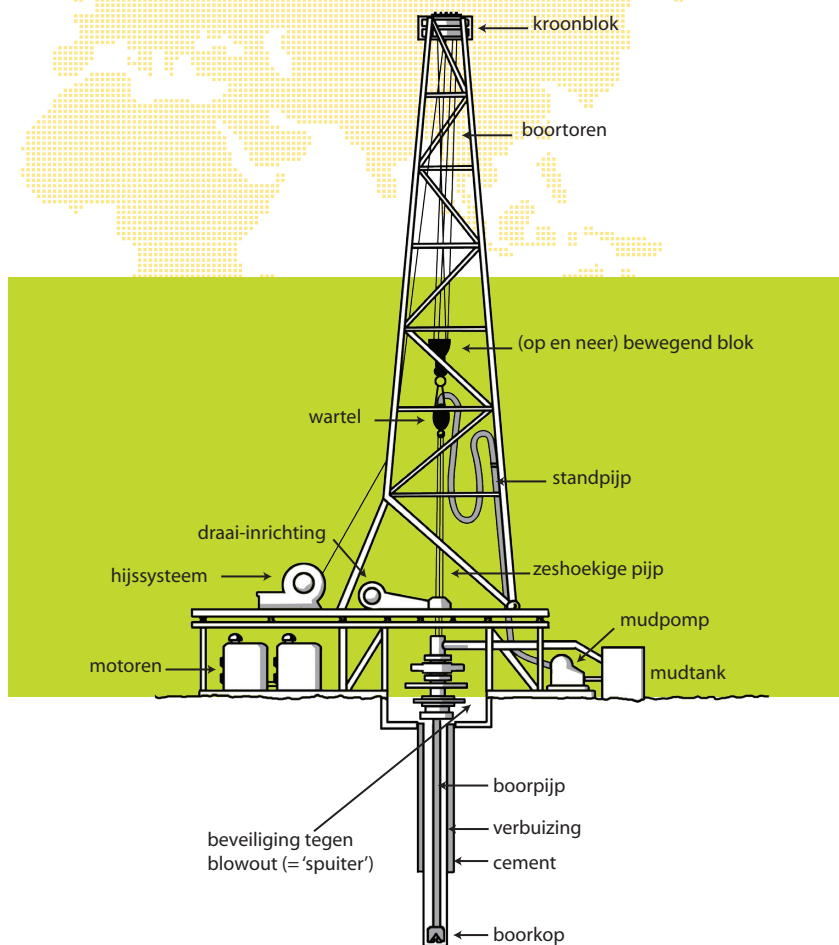 kroonblok
boortoren
(op en neer) bewegend blok
wartel
standpijp
draai-inrichting
hijssysteem
zeshoekige pijp
mudpomp
motoren
mudtank
boorpijp
verbuizing
beveiliging tegen
blowout (= ‘spuiter’)
cement
boorkop